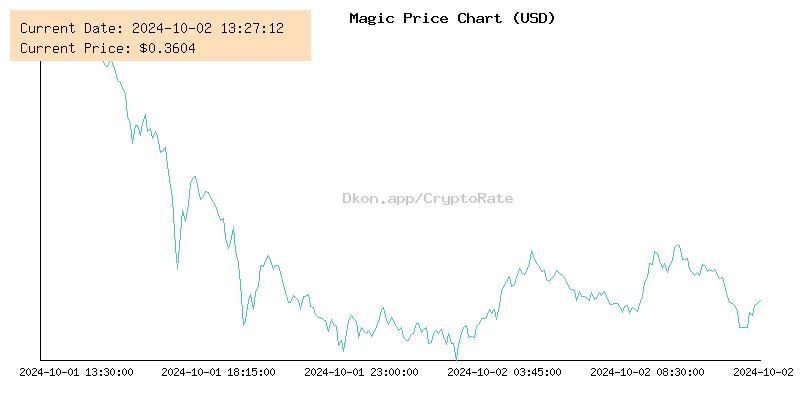 Magic Price Chart (USD)
Current Date: 2024-10-02 13:27:12
Current Price: $0.3604
Dkon.app/CryptoRate
2024-10-01 13:30:00 2024-10-01 18:15:00 2024-10-01 23:00:00 2024-10-02 03:45:00 2024-10-02 08:30:00 2024-10-02